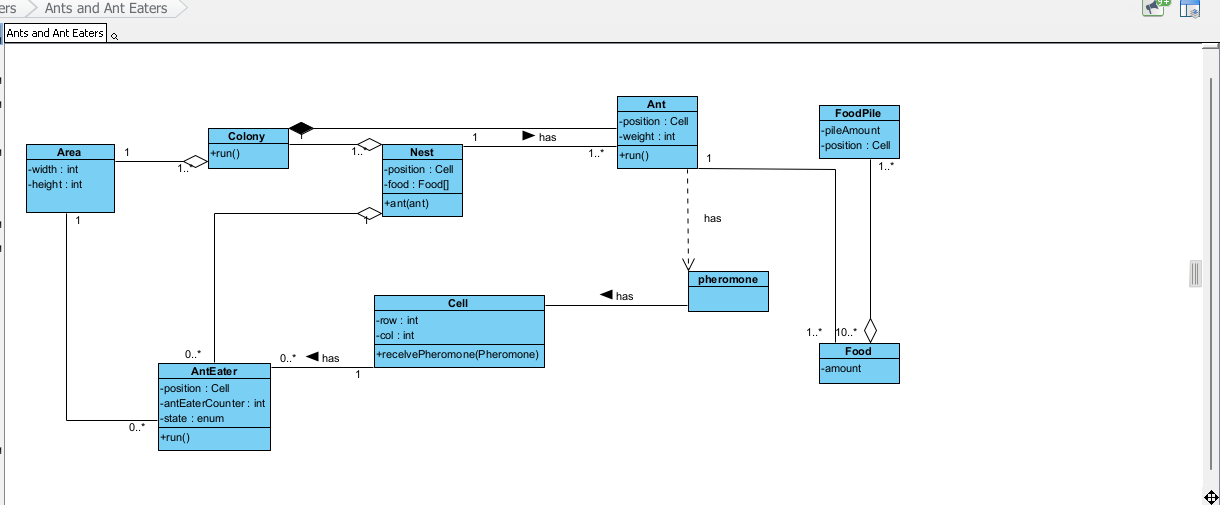 ers
Ants and Ant Eaters
9+
Ants and Ant Eaters
Area
-width : int
-height : int
1
1..*
Colony
+run()
1
1..*
Nest
-position : Cell
-food : Food[]
+ant(ant)
1
has
1..*
Ant
-position : Cell
-weight : int
+run()
1
FoodPile
-pileAmount
-position : Cell
1..*
1
1
has
pheromone
has
Cell
-row : int
-col : int
+receivePheromone(Pheromone)
1..*
10..*
Food
-amount
0..*
0..*
has
1
AntEater
-position : Cell
-antEaterCounter : int
-state : enum
+run()
0..*